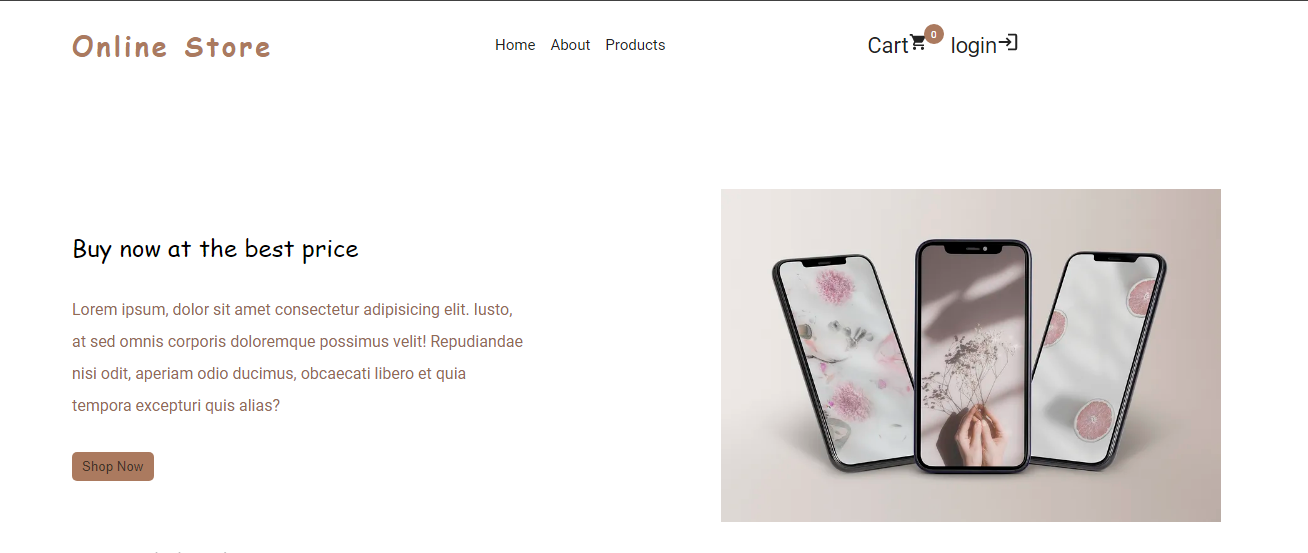 Online Store
Home About Products
Cart 0 login
Buy now at the best price
Lorem ipsum, dolor sit amet consectetur adipisicing elit. Iusto,
at sed omnis corporis doloremque possimus velit! Repudiandae
nisi odit, aperiam odio ducimus, obcaecati libero et quia
tempora excepturi quis alias?
Shop Now